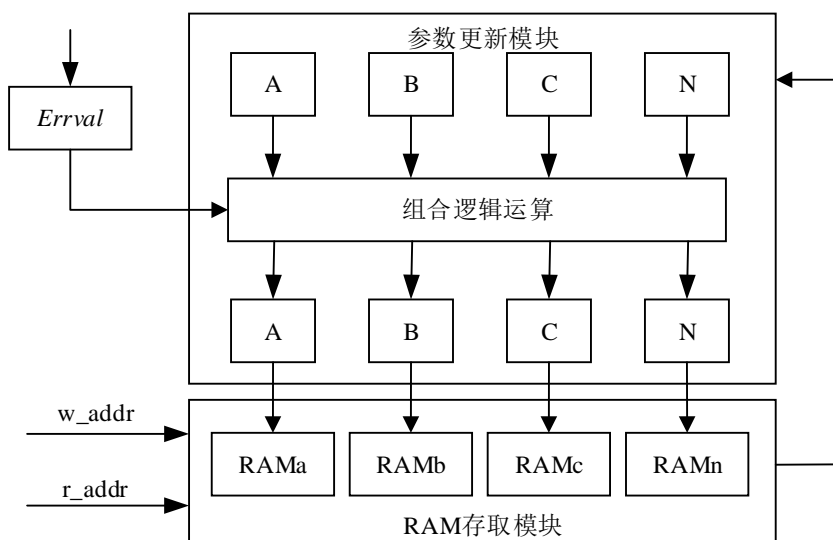 参数更新模块
A B C N
Errval
组合逻辑运算
A B C N
w_addr
RAMa RAMb RAMc RAMn
r_addr
RAM存取模块